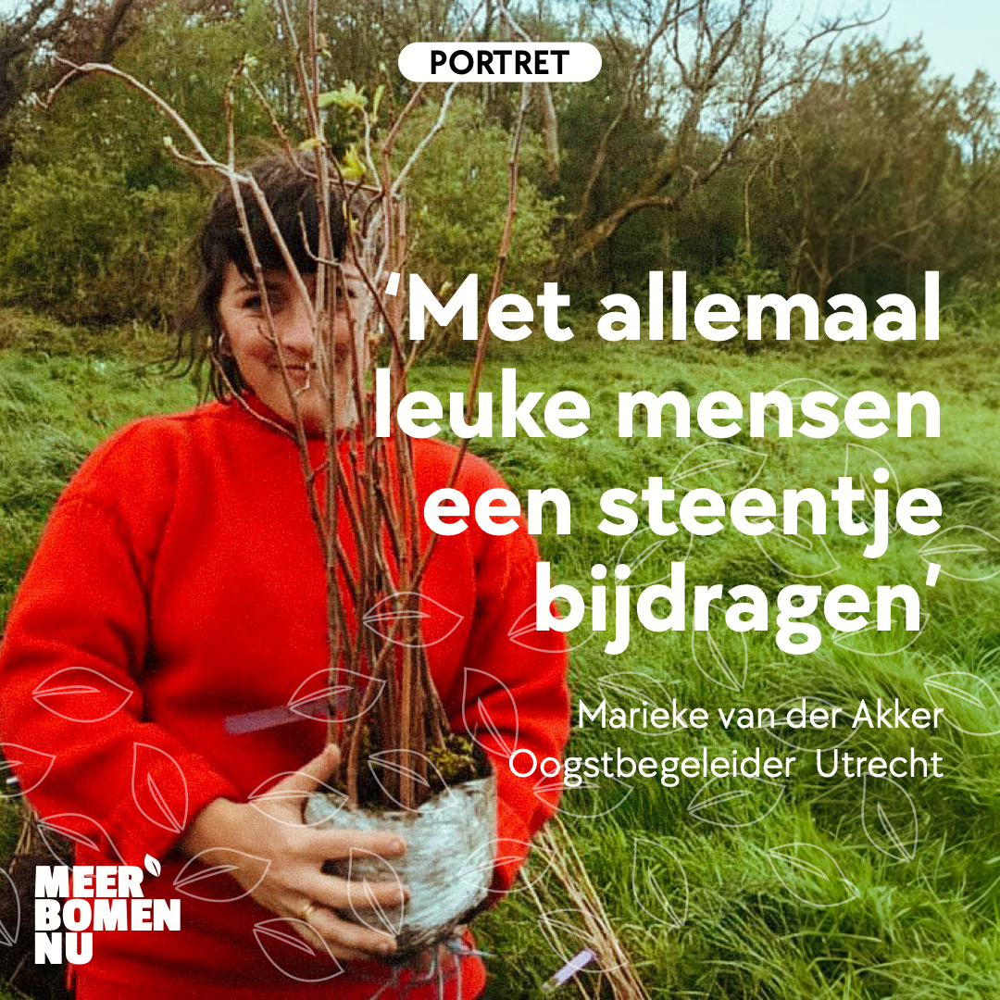 PORTRET
‘Met allemaal
leuke mensen
een steentje
bijdragen’
Marieke van der Akker
Oogstbegeleider Utrecht
MEER
BOMEN
NU